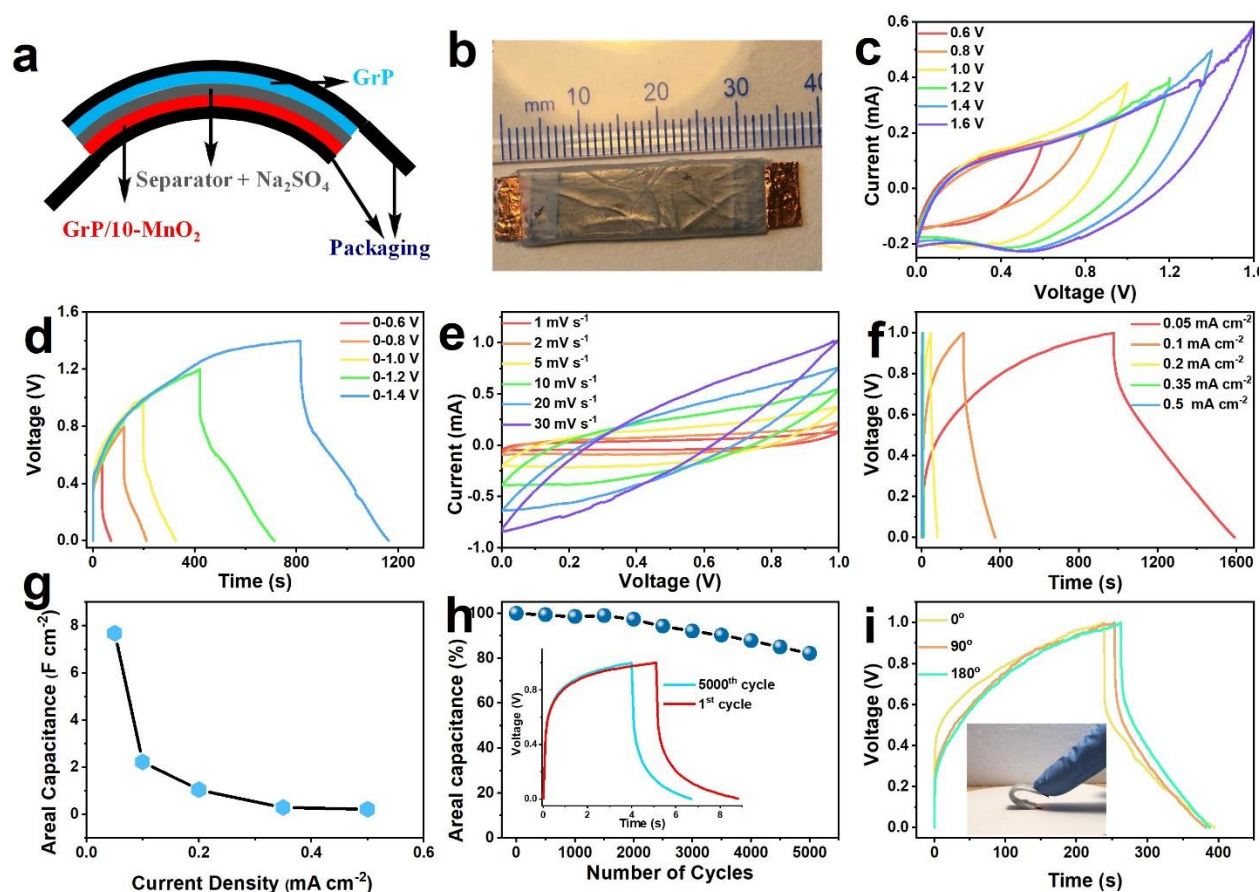 a
GrP
Separator + Na₂SO₄
GrP/10-MnO₂
Packaging
b
mm 10 20 30 40
c
0.6 V
0.8 V
1.0 V
1.2 V
1.4 V
1.6 V
0.6
0.4
0.2
0.0
-0.2
Current (mA)
0.0 0.4 0.8 1.2 1.6
Voltage (V)
d
0-0.6 V
0-0.8 V
0-1.0 V
0-1.2 V
0-1.4 V
1.6
1.2
0.8
0.4
0.0
Voltage (V)
0 400 800 1200
Time (s)
e
1 mV s⁻¹
2 mV s⁻¹
5 mV s⁻¹
10 mV s⁻¹
20 mV s⁻¹
30 mV s⁻¹
1.0
0.5
0.0
-0.5
-1.0
Current (mA)
0.0 0.2 0.4 0.6 0.8 1.0
Voltage (V)
f
0.05 mA cm⁻²
0.1 mA cm⁻²
0.2 mA cm⁻²
0.35 mA cm⁻²
0.5 mA cm⁻²
1.0
0.8
0.6
0.4
0.2
0.0
Voltage (V)
0 400 800 1200 1600
Time (s)
g
8
6
4
2
0
Areal Capacitance (F cm⁻²)
0.0 0.2 0.4 0.6
Current Density (mA cm⁻²)
h
100
80
60
40
20
0
Areal capacitance (%)
0 1000 2000 3000 4000 5000
Number of Cycles
5000th cycle
1st cycle
0.8
0.4
0.0
Voltage (V)
0 2 4 6 8
Time (s)
i
0°
90°
180°
1.0
0.8
0.6
0.4
0.2
0.0
Voltage (V)
0 100 200 300 400
Time (s)